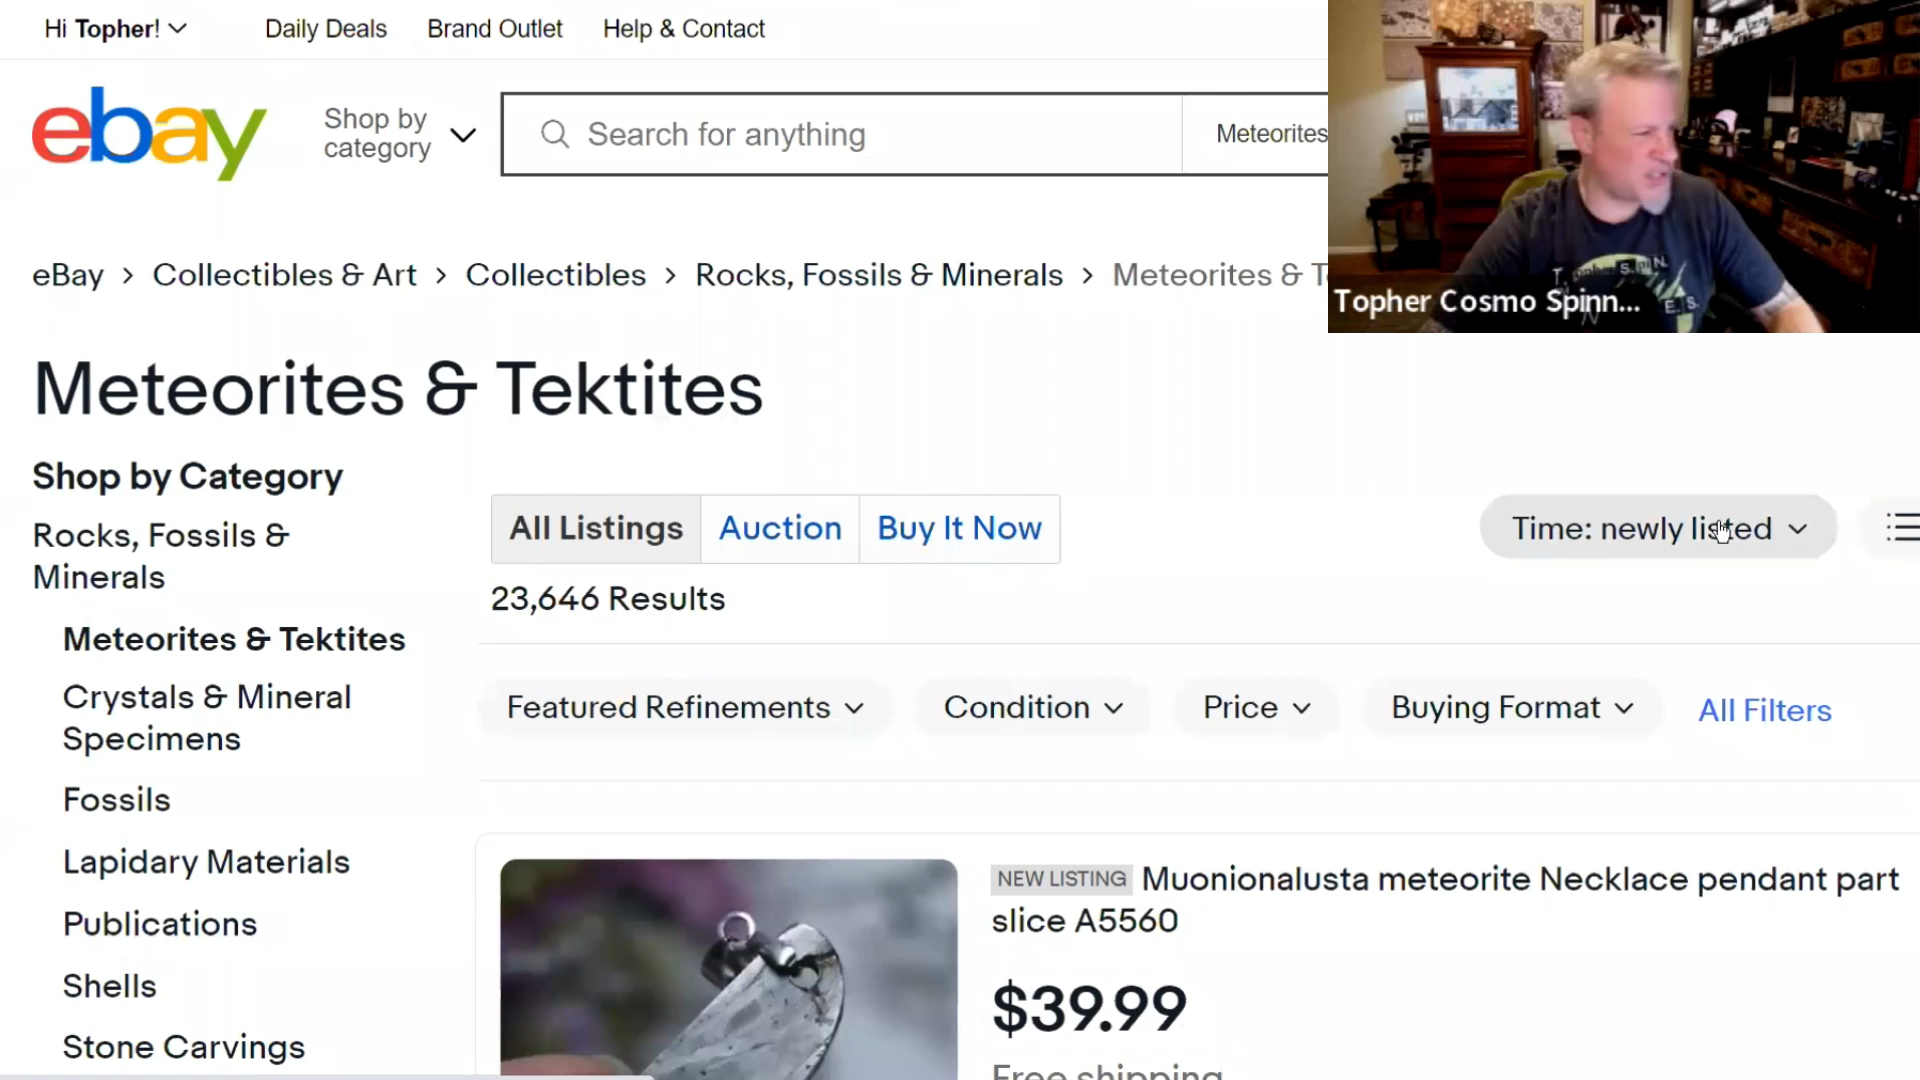 Hi Topher!
Daily Deals
Brand Outlet
Help & Contact
ebay
Shop by
category
Search for anything
Meteorites
eBay > Collectibles & Art > Collectibles > Rocks, Fossils & Minerals > Meteorites &
Topher Cosmo Spinn...
Meteorites & Tektites
Shop by Category
Rocks, Fossils &
Minerals
Meteorites & Tektites
Crystals & Mineral
Specimens
Fossils
Lapidary Materials
Publications
Shells
Stone Carvings
All Listings
Auction
Buy It Now
Time: newly listed
23,646 Results
Featured Refinements
Condition
Price
Buying Format
All Filters
NEW LISTING Muonionalusta meteorite Necklace pendant part
slice A5560
$39.99
Free shipping